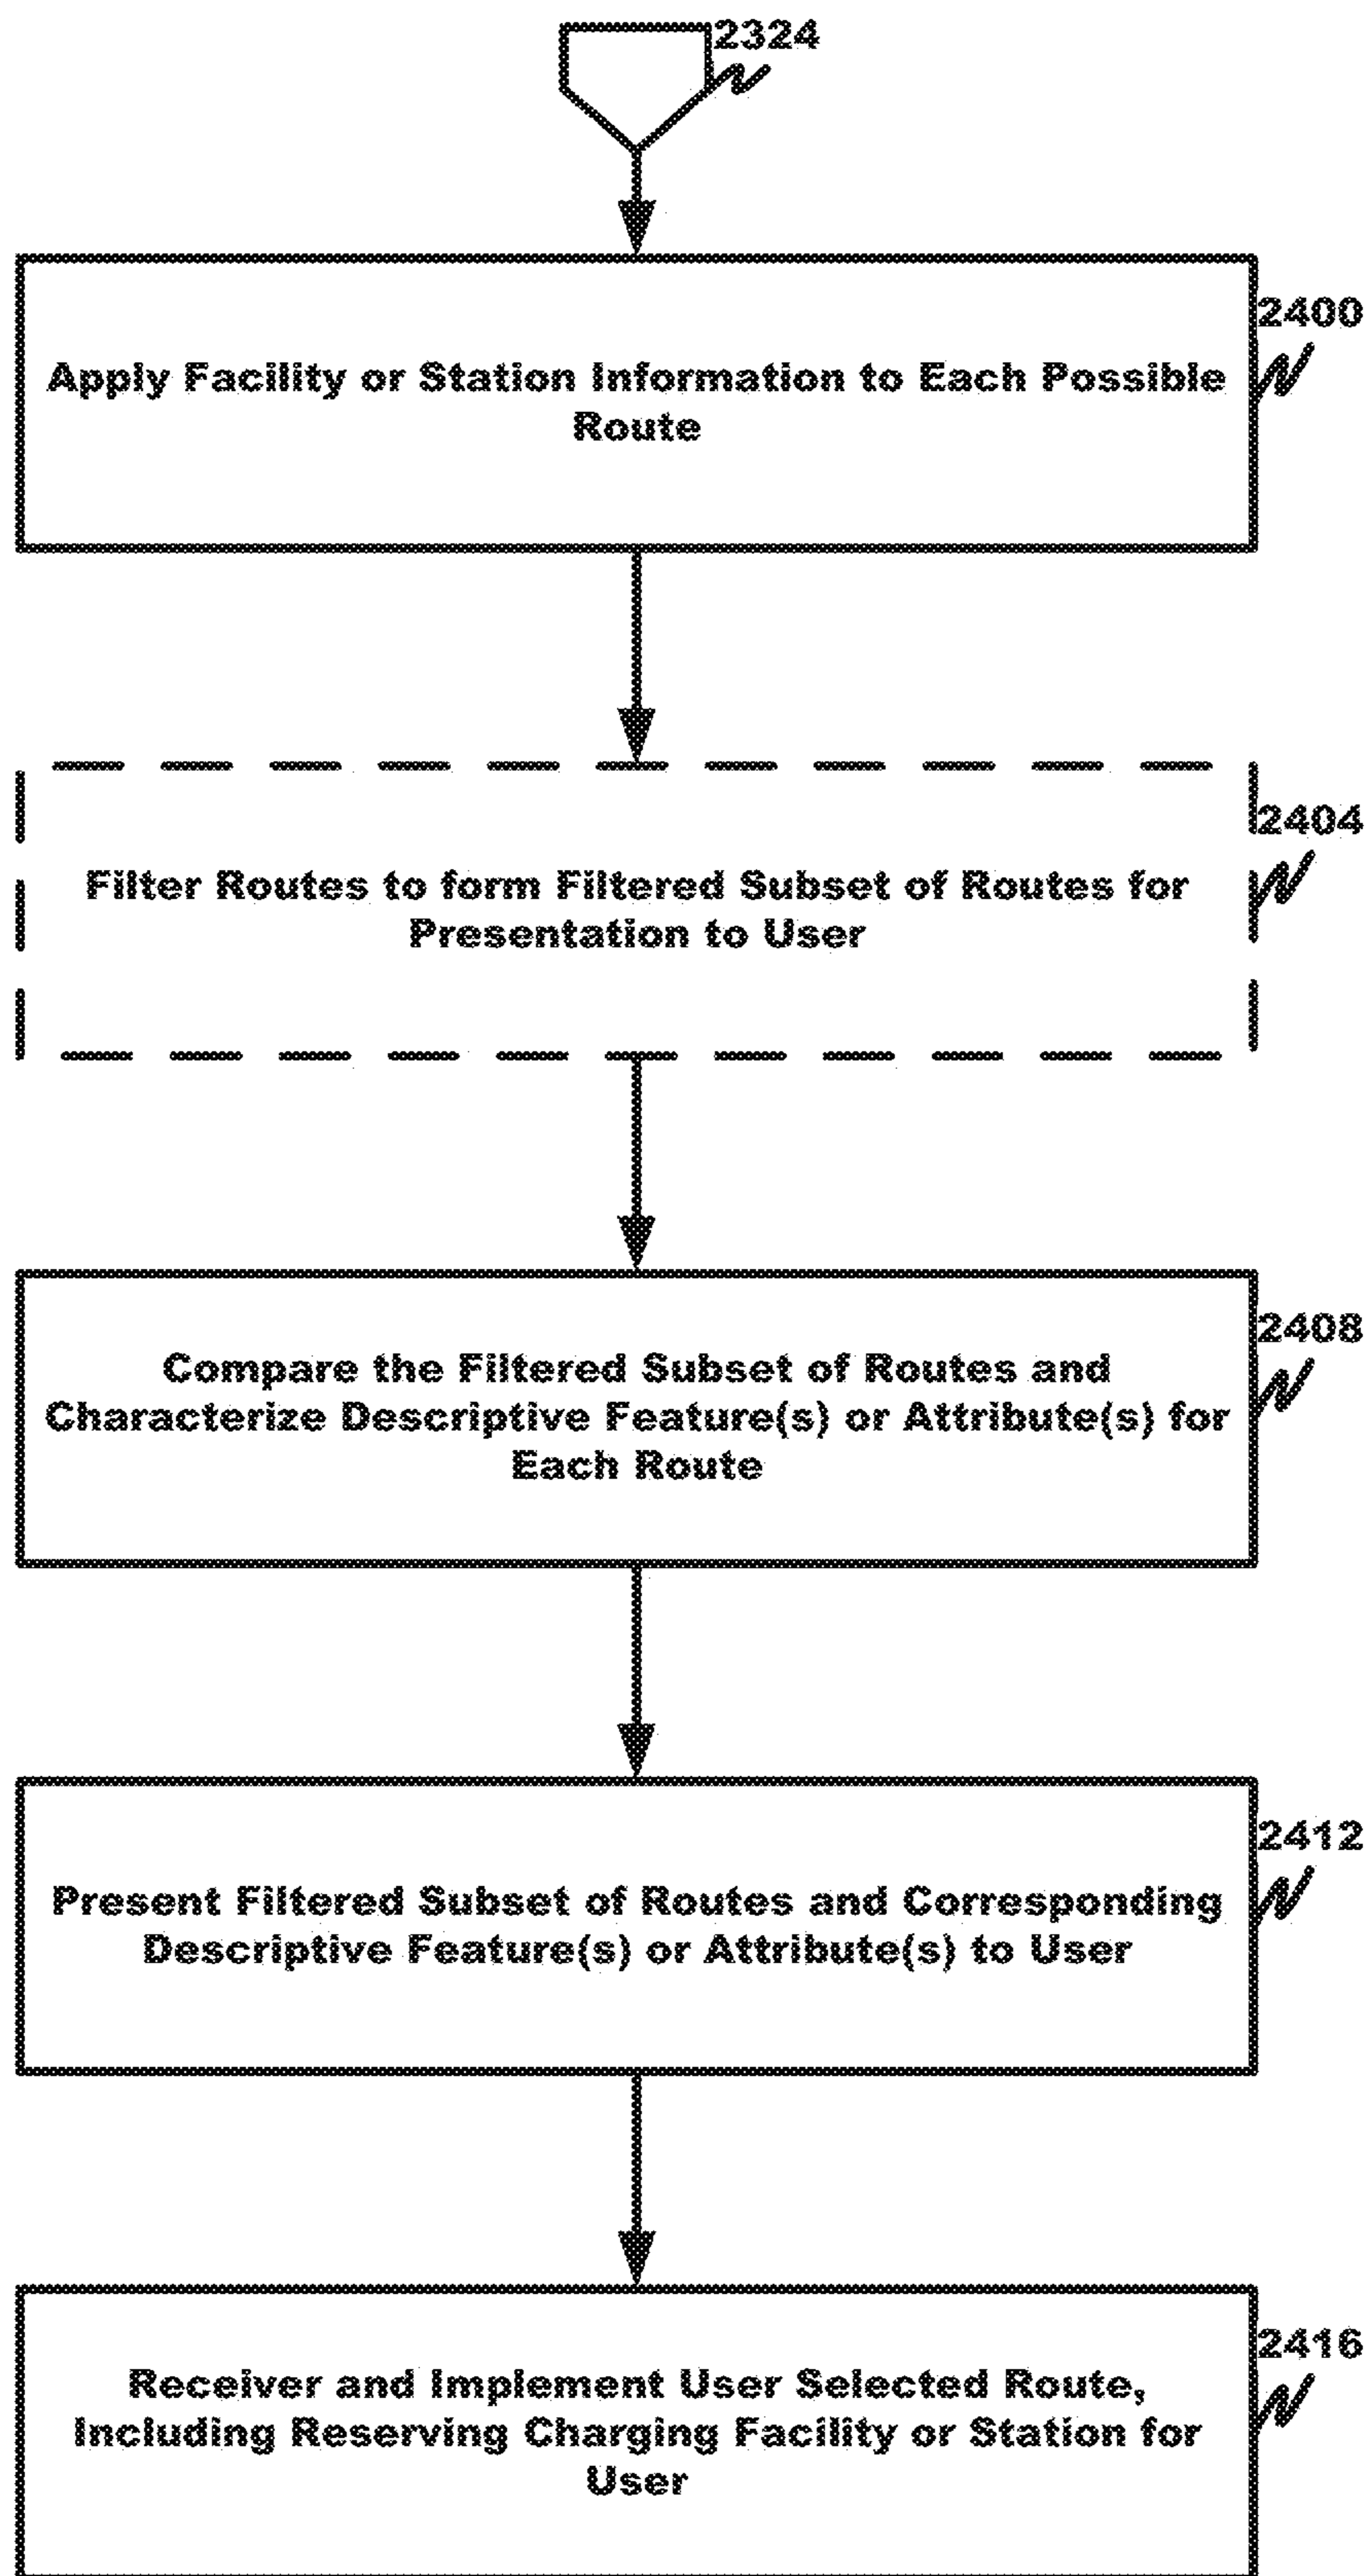 2324
2400
Apply Facility or Station Information to Each Possible
Route
2404
Filter Routes to form Filtered Subset of Routes for
Presentation to User
2408
Compare the Filtered Subset of Routes and
Characterize Descriptive Feature(s) or Attribute(s) for
Each Route
2412
Present Filtered Subset of Routes and Corresponding
Descriptive Feature(s) or Attribute(s) to User
2416
Receiver and Implement User Selected Route,
Including Reserving Charging Facility or Station for
User